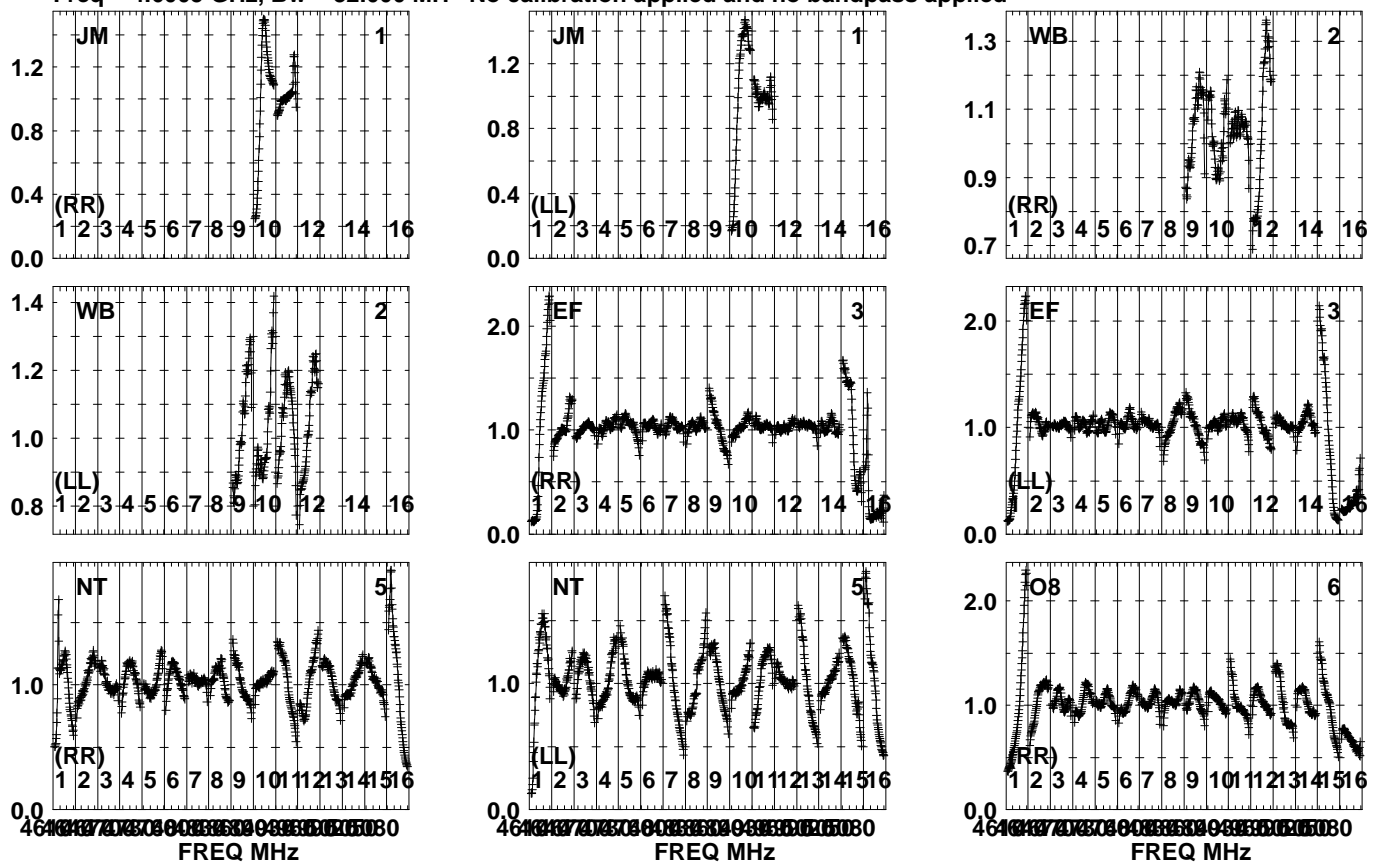 Freq GHz, No calibration applied and no bandpass applied
JM 1
1.2
0.8
0.4
0.0
(RR)
1 2 3 4 5 6 7 8 9 10 12 14 16
JM 1
1.2
0.8
0.4
0.0
(LL)
1 2 3 4 5 6 7 8 9 10 12 14 16
WB 2
1.3
1.1
0.9
0.7
(RR)
1 2 3 4 5 6 7 8 9 10 12 14 16
WB 2
1.4
1.2
1.0
0.8
(LL)
1 2 3 4 5 6 7 8 9 10 12 14 16
EF 3
2.0
1.0
0.0
(RR)
1 2 3 4 5 6 7 8 9 10 12 14 16
EF 3
2.0
1.0
0.0
(LL)
1 2 3 4 5 6 7 8 9 10 12 14 16
NT 5
1.0
0.0
(RR)
1 2 3 4 5 6 7 8 9 10 11 12 13 14 15 16
FREQ MHz
NT 5
1.0
0.0
(LL)
1 2 3 4 5 6 7 8 9 10 11 12 13 14 15 16
FREQ MHz
O8 6
2.0
1.0
0.0
(RR)
1 2 3 4 5 6 7 8 9 10 11 12 13 14 15 16
FREQ MHz